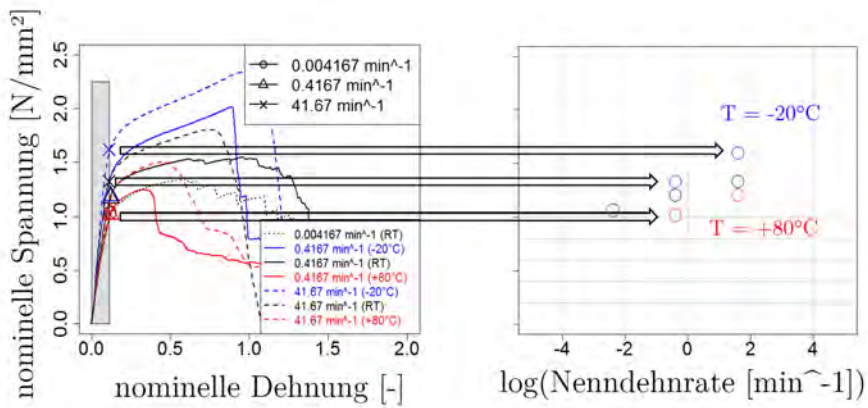 nominelle Spannung [N/mm²]
2.5
2.0
1.5
1.0
0.5
0.0
0.004167 min^-1
0.4167 min^-1
41.67 min^-1
0.004167 min^-1 (RT)
0.4167 min^-1 (-20°C)
0.4167 min^-1 (RT)
0.4167 min^-1 (+80°C)
41.67 min^-1 (-20°C)
41.67 min^-1 (RT)
41.67 min^-1 (+80°C)
0.0 0.5 1.0 1.5 2.0
nominelle Dehnung [-]
T = -20°C
T = +80°C
-4 -2 0 2 4
log(Nenndehnrate [min^-1])